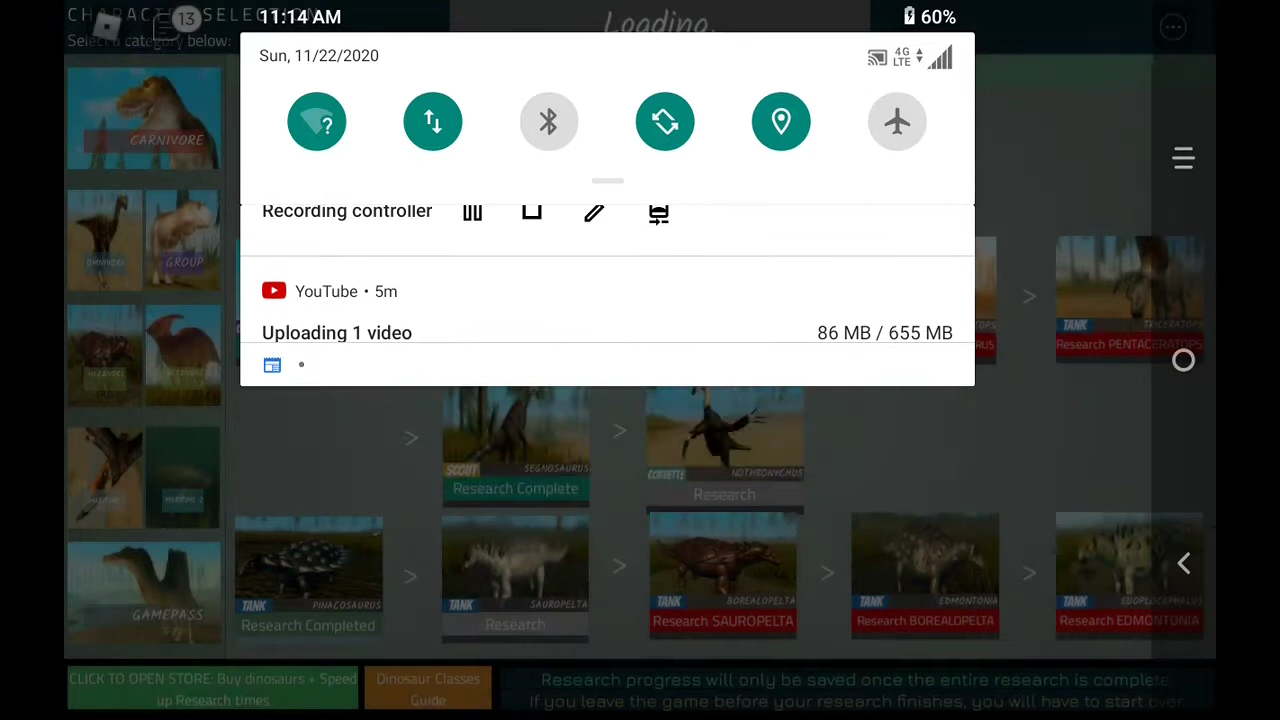 CHARACTER SELECTION
13
11:14 AM
Loading.
60%
Select a category below:
Sun, 11/22/2020
4G
LTE
?
CARNIVORE
Recording controller
OMNIVORE
GROUP
YouTube • 5m
Uploading 1 video
86 MB / 655 MB
TANK
TRICERATOPS
Research PENTACERATOPS
SCOUT
SEGNOSAURUS
Research Complete
CORVETTE
NOTHRONYCHUS
Research
TANK
PINACOSAURUS
Research Completed
TANK
SAUROPELTA
Research
TANK
BOREALOPELTA
Research SAUROPELTA
TANK
EDMONTONIA
Research BOREALOPELTA
TANK
EUOPLOCEPHALUS
Research EDMONTONIA
GAMEPASS
CLICK TO OPEN STORE: Buy dinosaurs + Speed
up Research times.
Dinosaur Classes
Guide
Research progress will only be saved once the entire research is complete
If you leave the game before your research finishes, you will have to start over